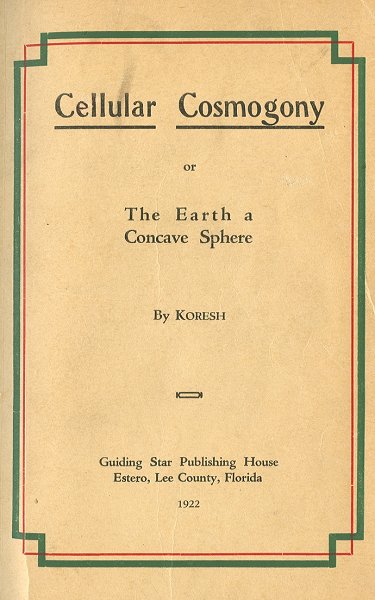 Cellular Cosmogony
or
The Earth a
Concave Sphere
By KORESH
Guiding Star Publishing House
Estero, Lee County, Florida
1922